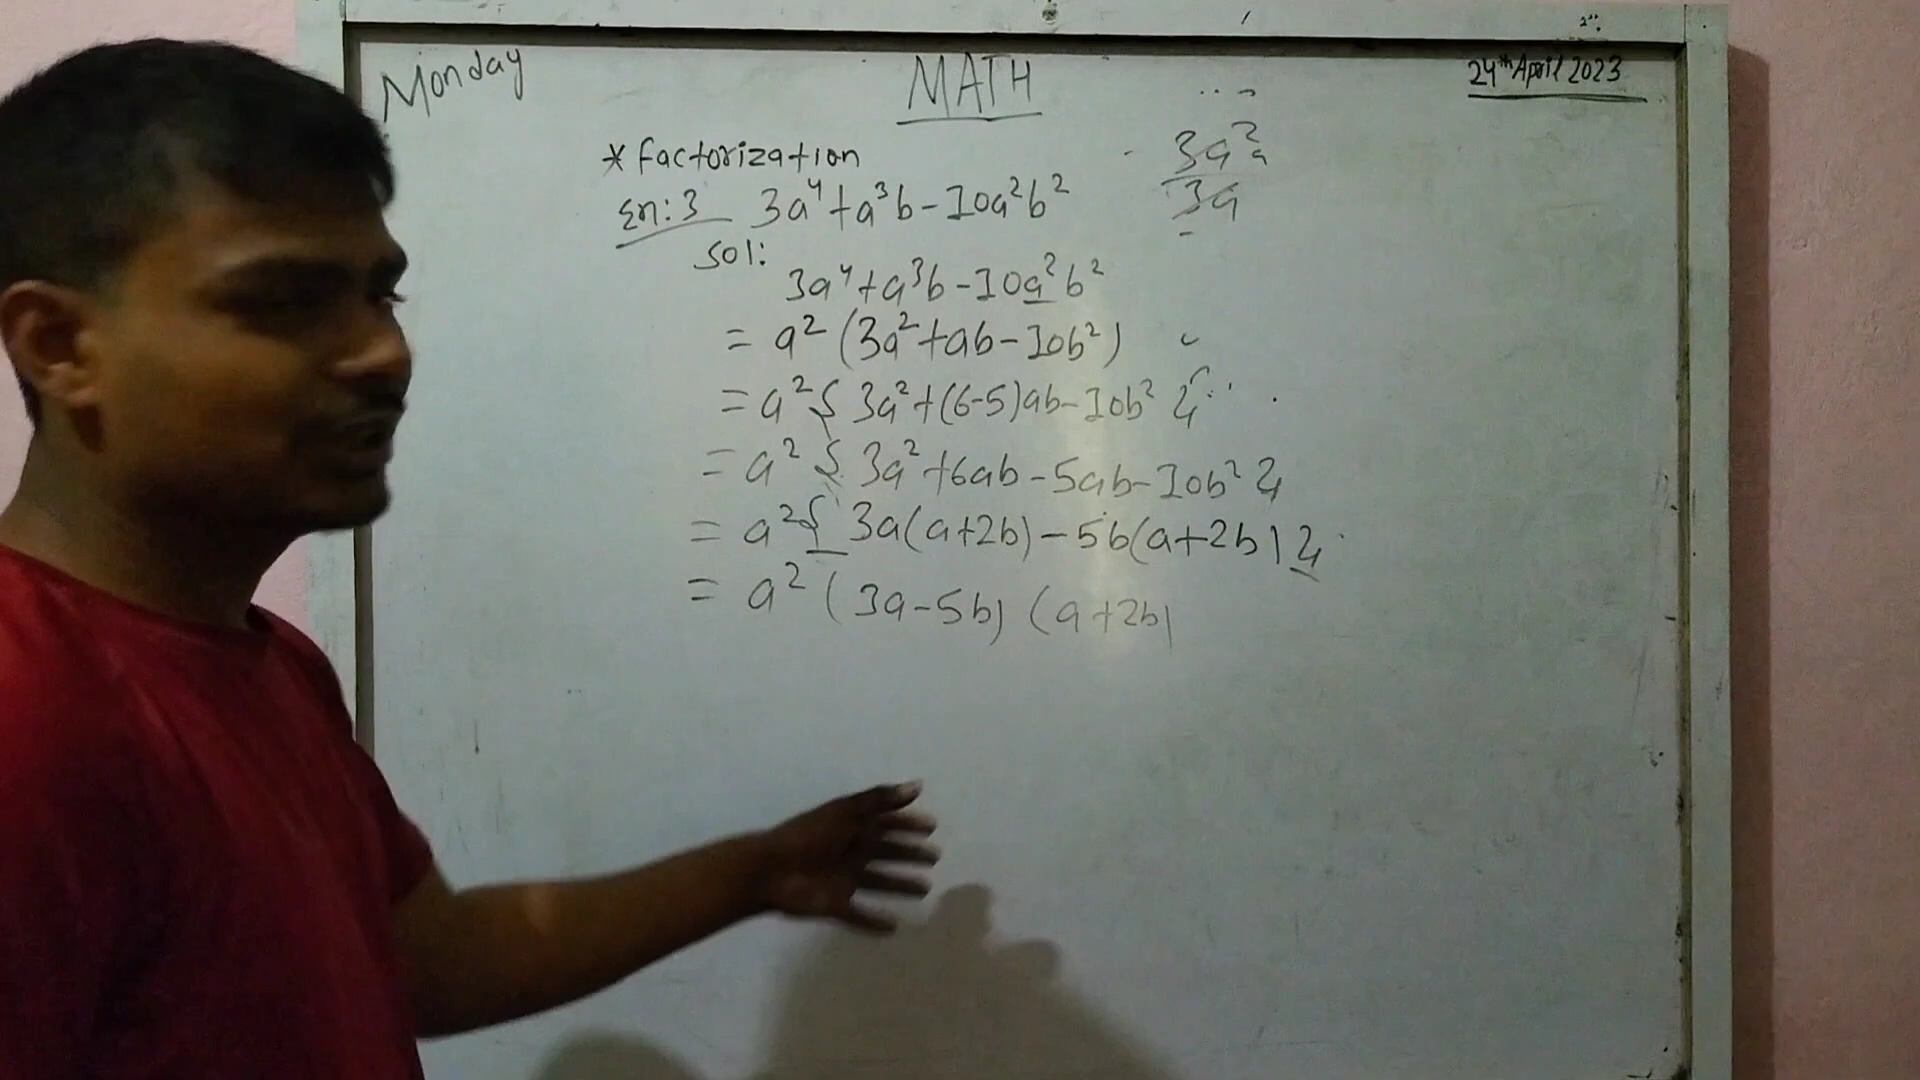 Monday MATH 24th April 2023
* factorization
Ex: 3 3a⁴+a³b-10a²b²
3a²
3a
Sol:
3a⁴+a³b-10a²b²
= a² (3a²+ab-10b²)
= a² { 3a²+(6-5)ab-10b² }
= a² { 3a²+6ab-5ab-10b² }
= a² { 3a(a+2b)-5b(a+2b) }
= a² (3a-5b) (a+2b)